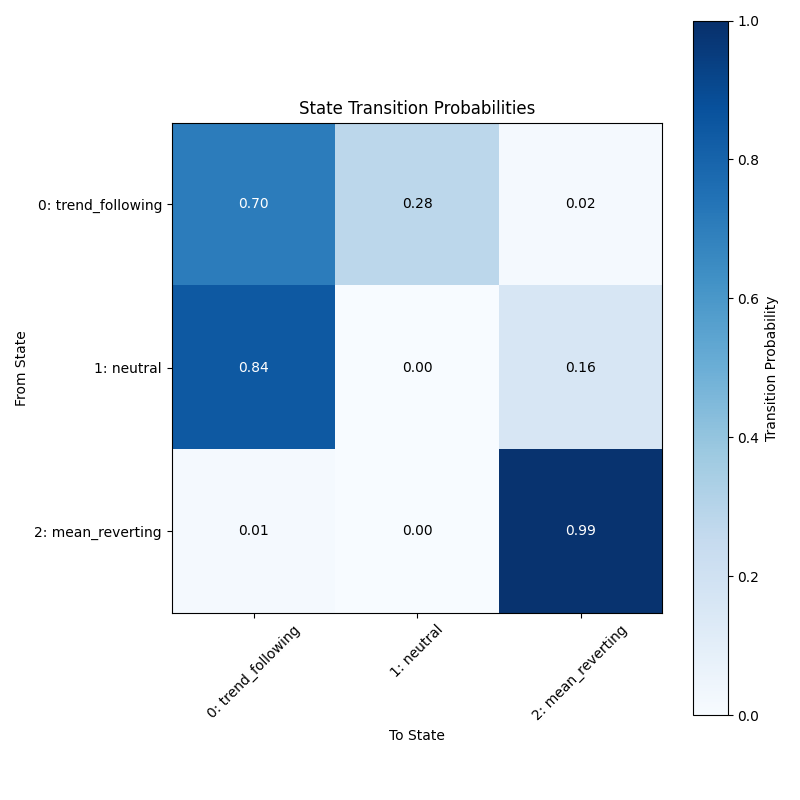 State Transition Probabilities
From State
0: trend_following
0.70 0.28 0.02
1: neutral
0.84 0.00 0.16
2: mean_reverting
0.01 0.00 0.99
0: trend_following
1: neutral
2: mean_reverting
To State
1.0
0.8
0.6
0.4
0.2
0.0
Transition Probability